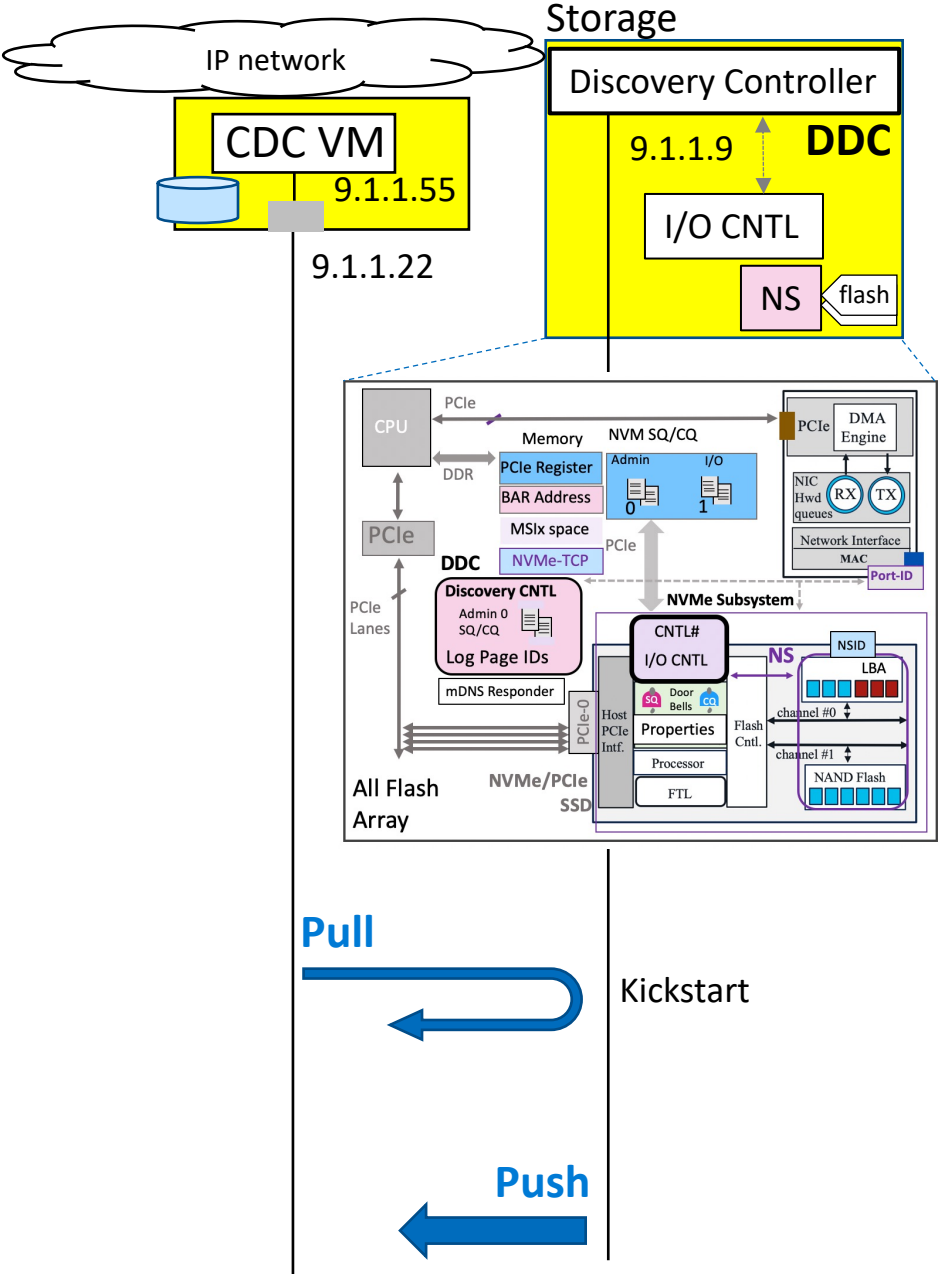 Storage
IP network
Discovery Controller
CDC VM
9.1.1.9
DDC
9.1.1.55
I/O CNTL
9.1.1.22
NS
flash
PCIe
CPU
DDR
Memory
PCIe Register
BAR Address
MSIx space
NVMe-TCP
NVM SQ/CQ
Admin
I/O
0
1
PCIe
PCIe
DMA
Engine
NIC
Hwd
queues
RX
TX
Network Interface
MAC
Port-ID
PCIe
PCIe
Lanes
DDC
Discovery CNTL
Admin 0
SQ/CQ
Log Page IDs
mDNS Responder
NVMe Subsystem
CNTL#
I/O CNTL
NS
NSID
LBA
SQ
Door
Bells
CQ
PCIe-0
Host
PCIe
Intf.
Properties
Processor
FTL
Flash
Cntl.
channel #0
channel #1
NAND Flash
NVMe/PCIe
SSD
All Flash
Array
Pull
Kickstart
Push